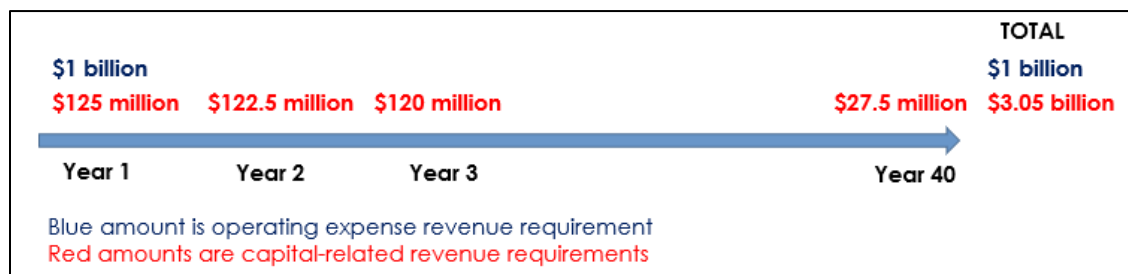 TOTAL
$1 billion $1 billion
$125 million $122.5 million $120 million $27.5 million $3.05 billion
Year 1 Year 2 Year 3 Year 40
Blue amount is operating expense revenue requirement
Red amounts are capital-related revenue requirements